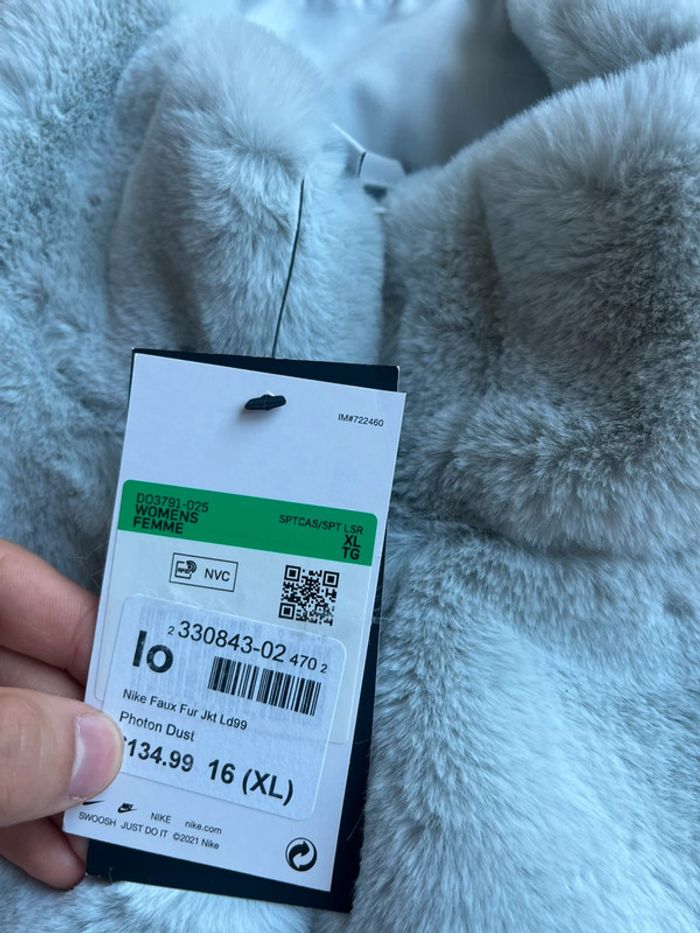 IM#722460
DO3791-025
WOMENS
FEMME
SPTCAS/SPT LSR
XL
TG
RFID NVC
2 330843-02 470 2
lo
Nike Faux Fur Jkt Ld99
Photon Dust
134.99 16 (XL)
NIKE nike.com
SWOOSH JUST DO IT ©2021 Nike